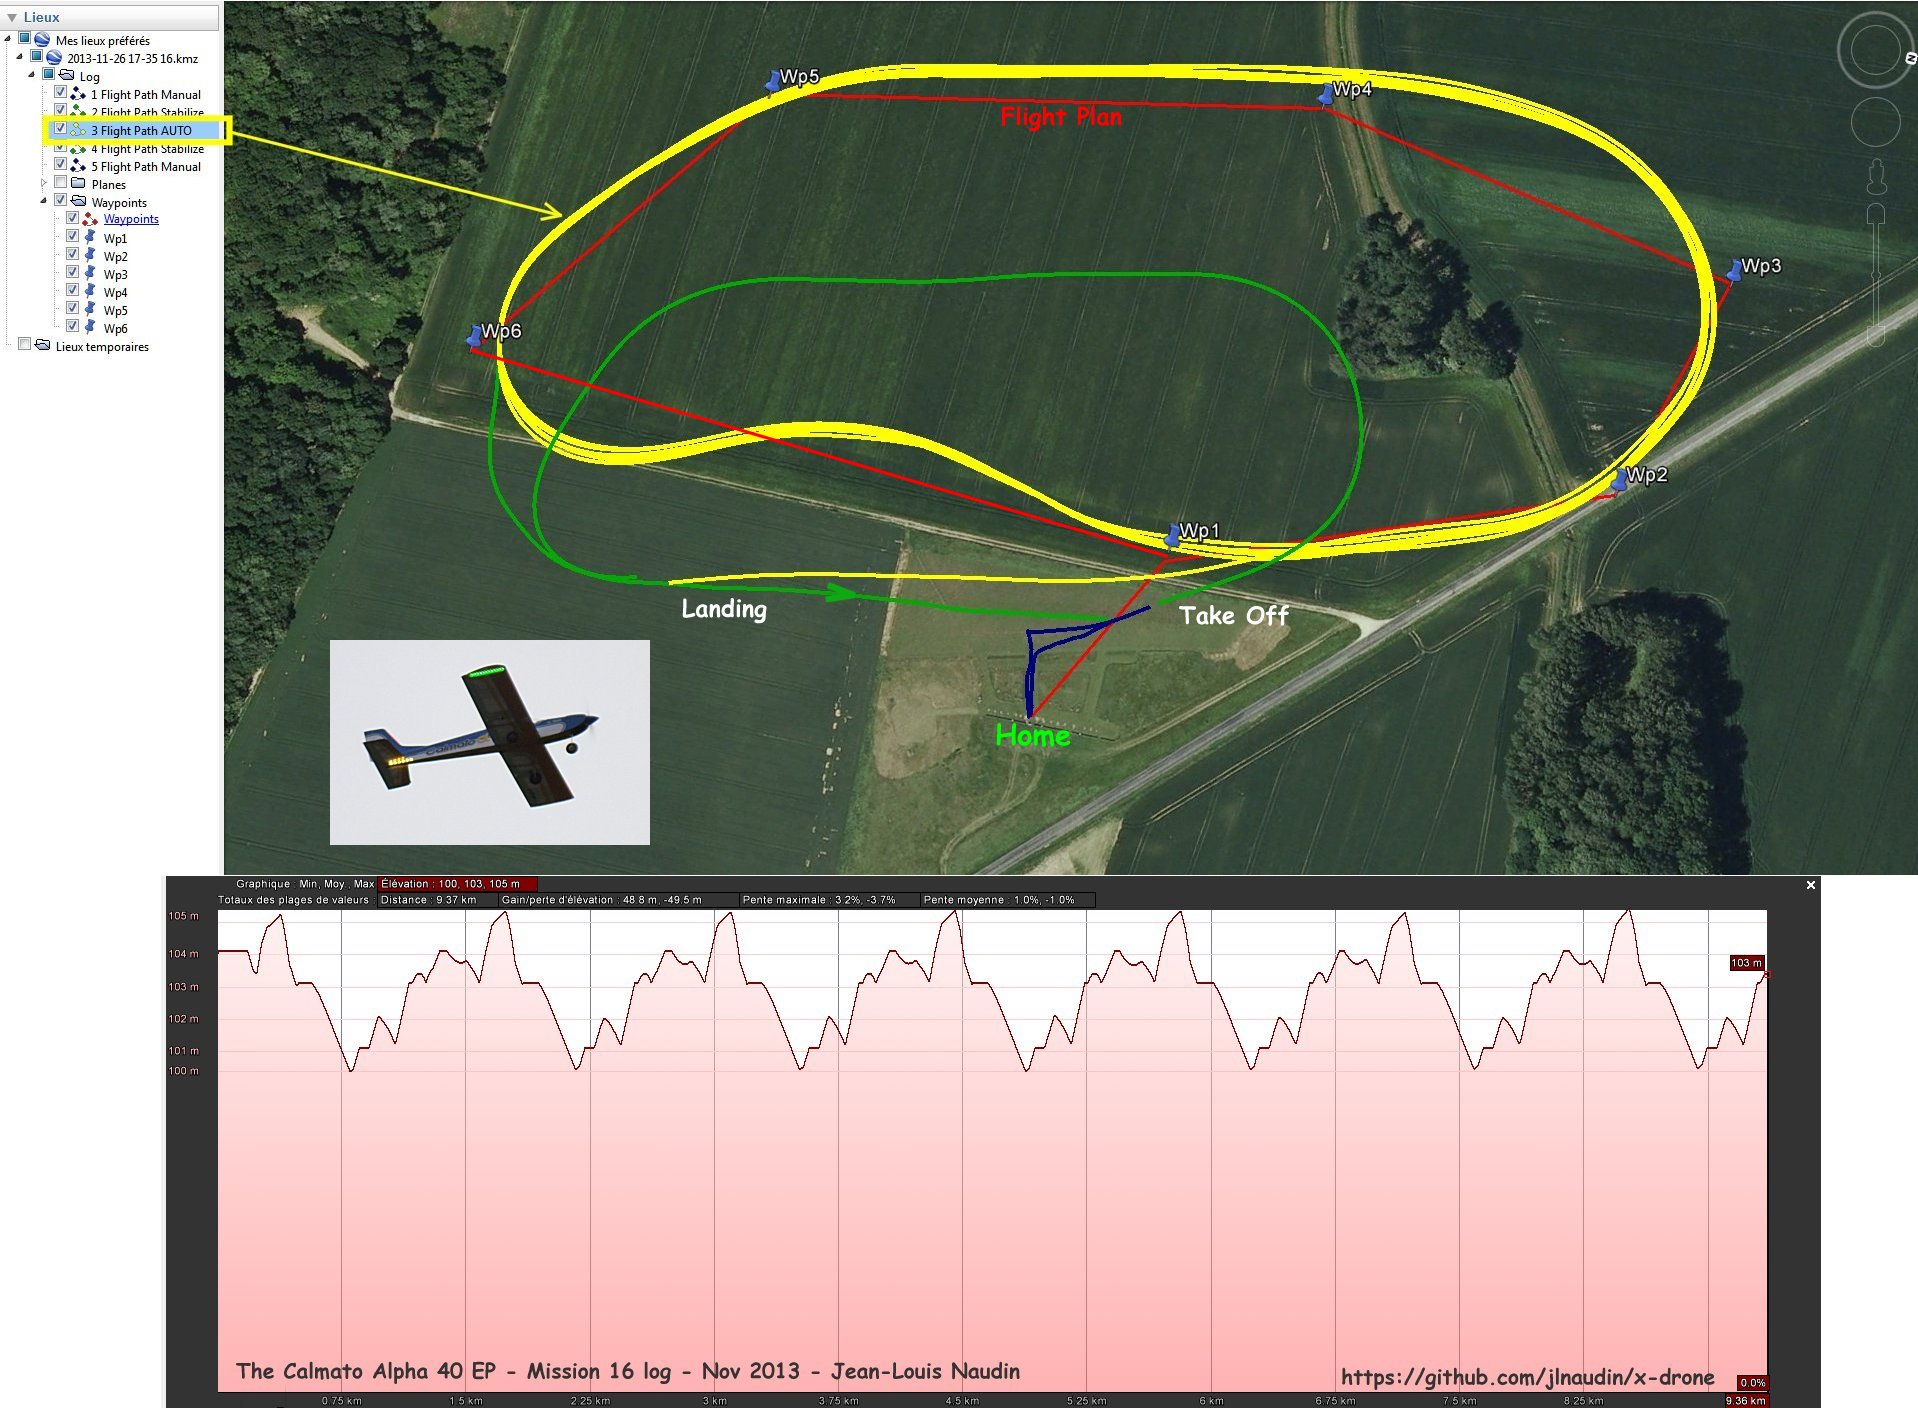 Lieux
Mes lieux préférés
2013-11-26 17-35 16.kmz
Log
1 Flight Path Manual
2 Flight Path Stabilize
3 Flight Path AUTO
4 Flight Path Stabilize
5 Flight Path Manual
Planes
Waypoints
Waypoints
Wp1
Wp2
Wp3
Wp4
Wp5
Wp6
Lieux temporaires
N
Wp5
Wp4
Flight Plan
Wp3
Wp6
Wp2
Wp1
Landing
Take Off
Home
Calmato
Graphique : Min, Moy., Max Élévation : 100, 103, 105 m
Totaux des plages de valeurs : Distance : 9.37 km Gain/perte d'élévation : 48.8 m, -49.5 m Pente maximale : 3.2%, -3.7% Pente moyenne : 1.0%, -1.0%
105 m
104 m
103 m
103 m
102 m
101 m
100 m
The Calmato Alpha 40 EP - Mission 16 log - Nov 2013 - Jean-Louis Naudin
https://github.com/jlnaudin/x-drone
0.0%
0.75 km 1.5 km 2.25 km 3 km 3.75 km 4.5 km 5.25 km 6 km 6.75 km 7.5 km 8.25 km 9.36 km